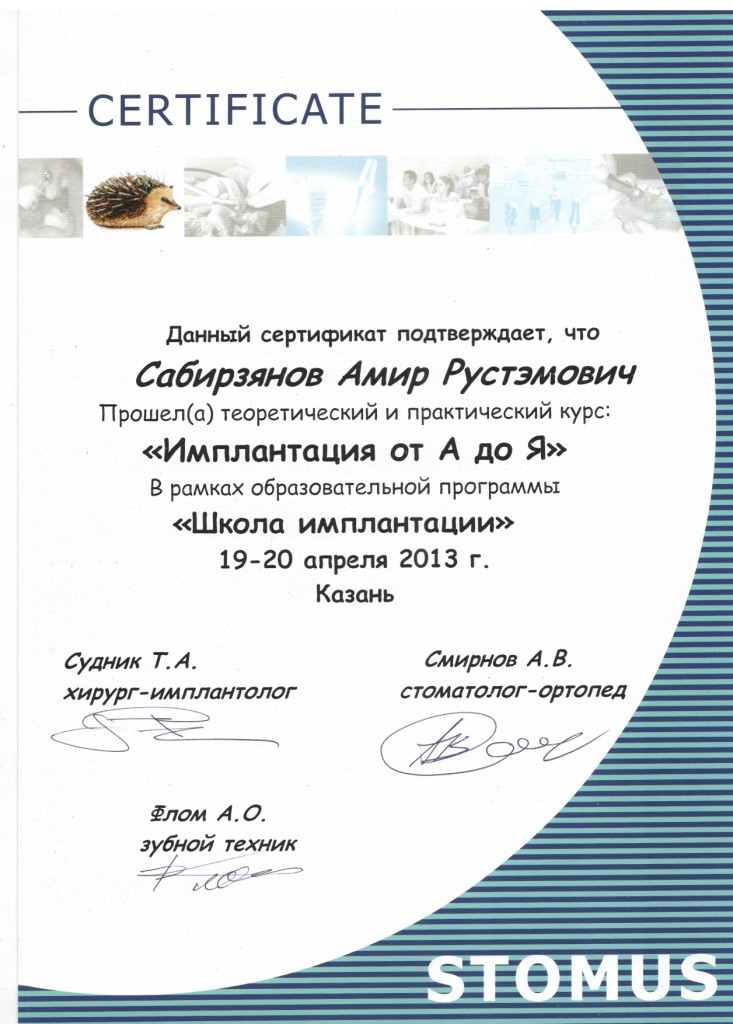 CERTIFICATE
Данный сертификат подтверждает, что
Сабирзянов Амир Рустэмович
Прошел(а) теоретический и практический курс:
«Имплантация от А до Я»
В рамках образовательной программы
«Школа имплантации»
19-20 апреля 2013 г.
Казань
Судник Т.А.
хирург-имплантолог
Смирнов А.В.
стоматолог-ортопед
Флом А.О.
зубной техник
STOMUS